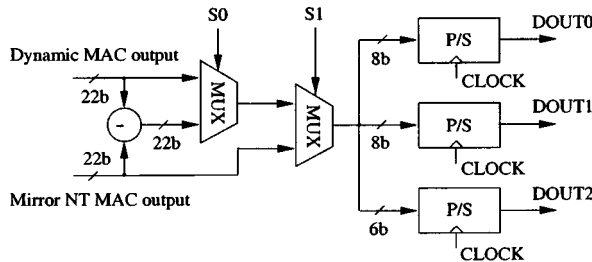 S0
S1
Dynamic MAC output
22b
MUX
-
22b
22b
MUX
Mirror NT MAC output
8b
P/S
DOUT0
CLOCK
8b
P/S
DOUT1
CLOCK
6b
P/S
DOUT2
CLOCK